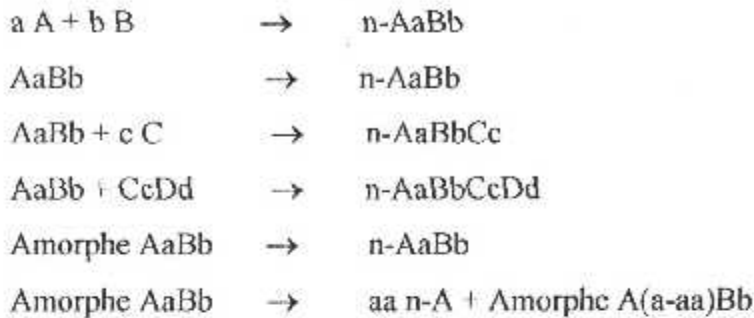 a A + b B → n-AaBb
AaBb → n-AaBb
AaBb + c C → n-AaBbCc
AaBb + CcDd → n-AaBbCcDd
Amorphe AaBb → n-AaBb
Amorphe AaBb → aa n-A + Amorphe A(a-aa)Bb